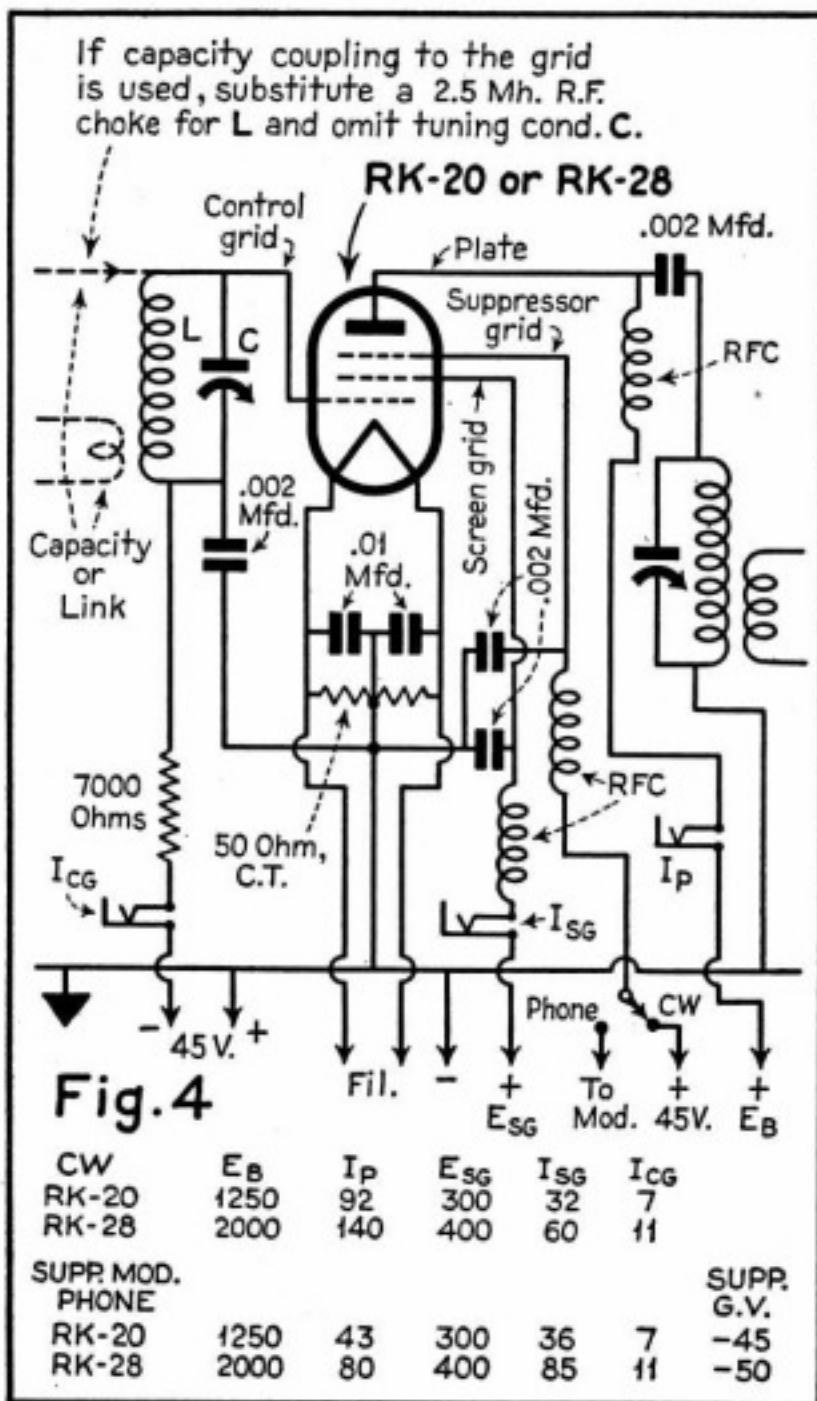 If capacity coupling to the grid
is used, substitute a 2.5 Mh. R.F.
choke for L and omit tuning cond. C.
RK-20 or RK-28
Control
grid
Plate
.002 Mfd.
Suppressor
grid
RFC
L
C
.002
Mfd.
Capacity
or
Link
.01
Mfd.
Screen grid
.002 Mfd.
7000
Ohms
50 Ohm,
C.T.
RFC
ICG
ISG
IP
Phone
CW
- 45 V. +
Fil.
-
+
ESG
To
Mod.
+
45V.
+
EB
Fig.4
CW EB IP ESG ISG ICG
RK-20 1250 92 300 32 7
RK-28 2000 140 400 60 11
SUPP. MOD.
PHONE
SUPP.
G.V.
RK-20 1250 43 300 36 7 -45
RK-28 2000 80 400 85 11 -50